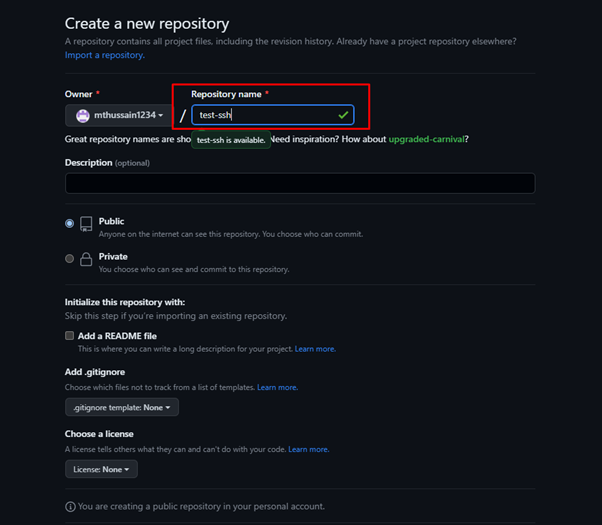 Create a new repository
A repository contains all project files, including the revision history. Already have a project repository elsewhere?
Import a repository.
Owner *
Repository name *
mthussain1234
/
test-ssh
Great repository names are sho
test-ssh is available.
Need inspiration? How about upgraded-carnival?
Description (optional)
Public
Anyone on the internet can see this repository. You choose who can commit.
Private
You choose who can see and commit to this repository.
Initialize this repository with:
Skip this step if you're importing an existing repository.
Add a README file
This is where you can write a long description for your project. Learn more.
Add .gitignore
Choose which files not to track from a list of templates. Learn more.
.gitignore template: None
Choose a license
A license tells others what they can and can't do with your code. Learn more.
License: None
You are creating a public repository in your personal account.